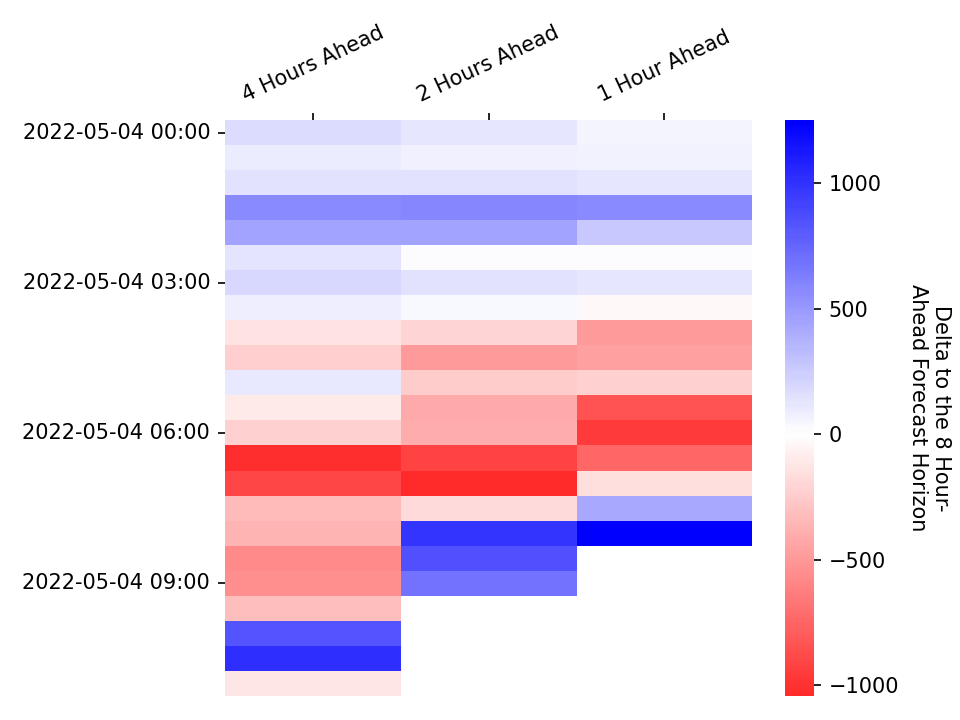 4 Hours Ahead
2 Hours Ahead
1 Hour Ahead
2022-05-04 00:00
2022-05-04 03:00
2022-05-04 06:00
2022-05-04 09:00
1000
500
0
−500
−1000
Delta to the 8 Hour-
Ahead Forecast Horizon